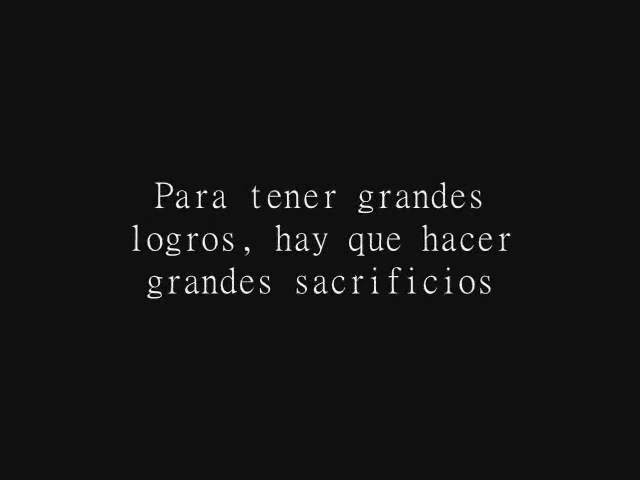 Para tener grandes
logros, hay que hacer
grandes sacrificios